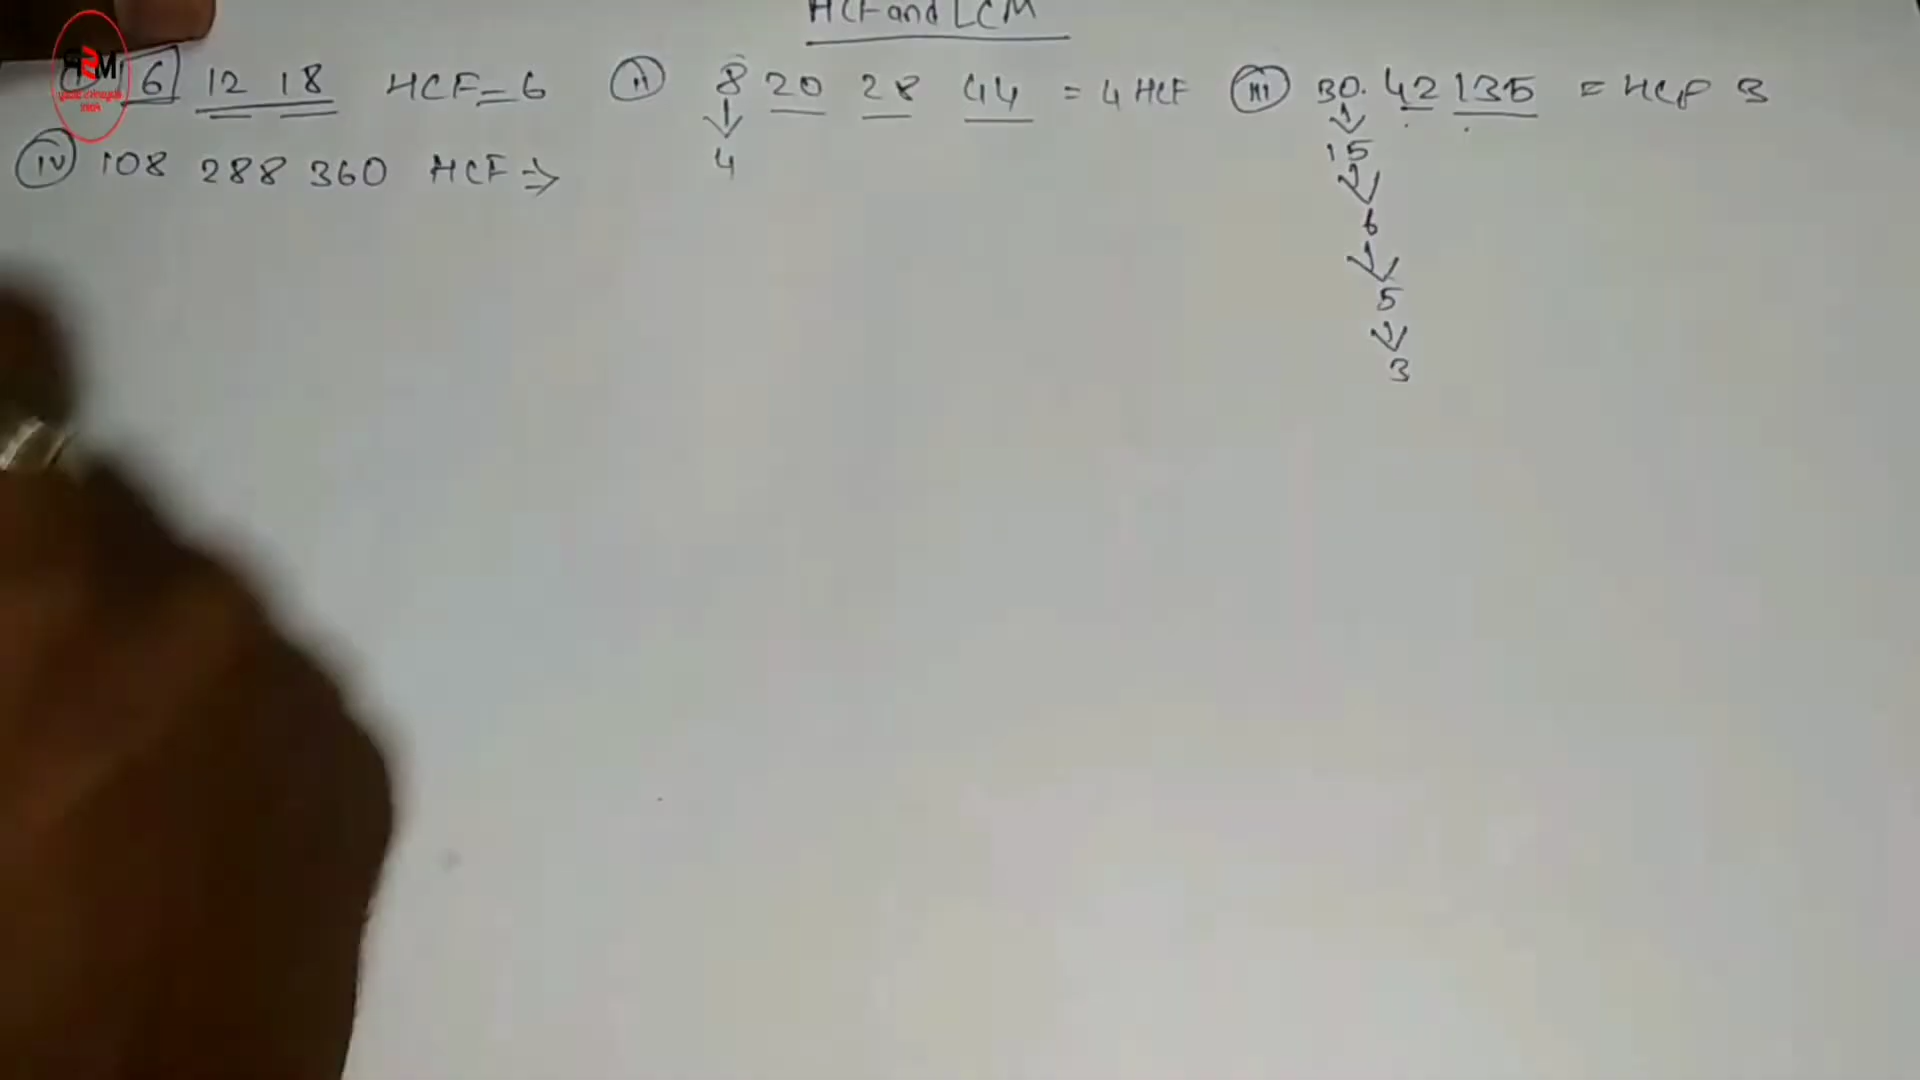 HCF and LCM
6 12 18 HCF = 6 (ii) 8 20 28 44 = 4 HCF (iii) 30. 42 135 = HCF 3
4
15
6
5
3
(iv) 108 288 360 HCF ⇒